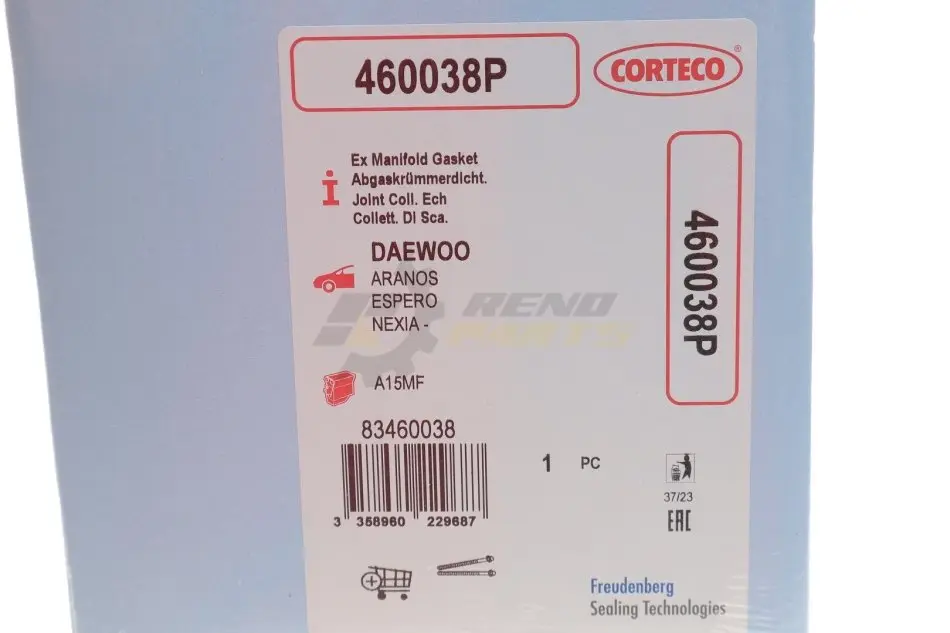 460038P
CORTECO®
Ex Manifold Gasket
Abgaskrümmerdicht.
Joint Coll. Ech
Collett. Di Sca.
460038P
DAEWOO
ARANOS
ESPERO
NEXIA -
RENO
PARTS
A15MF
83460038
1 PC
3 358960 229687
37/23
EAC
Freudenberg
Sealing Technologies